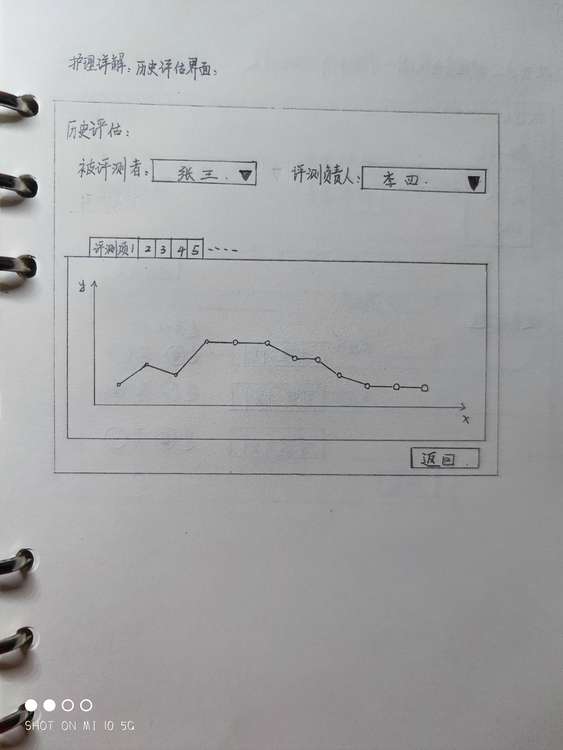 护理详解：历史评估界面：
历史评估：
被评测者：张三. 评测负责人：李四.
评测项1 2 3 4 5 ----
y
x
返回.
SHOT ON MI 10 5G